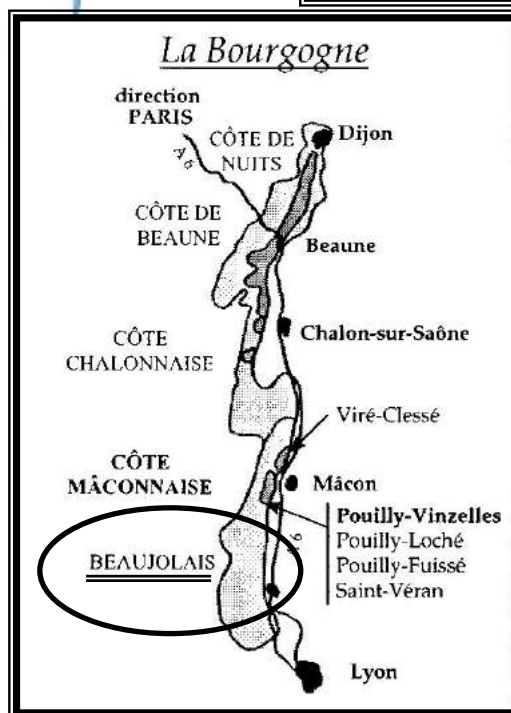 La Bourgogne
direction
PARIS
A 6
CÔTE DE
NUITS
Dijon
CÔTE DE
BEAUNE
Beaune
CÔTE
CHALONNAISE
Chalon-sur-Saône
Viré-Clessé
CÔTE
MÂCONNAISE
Mâcon
Pouilly-Vinzelles
Pouilly-Loché
Pouilly-Fuissé
Saint-Véran
BEAUJOLAIS
Lyon